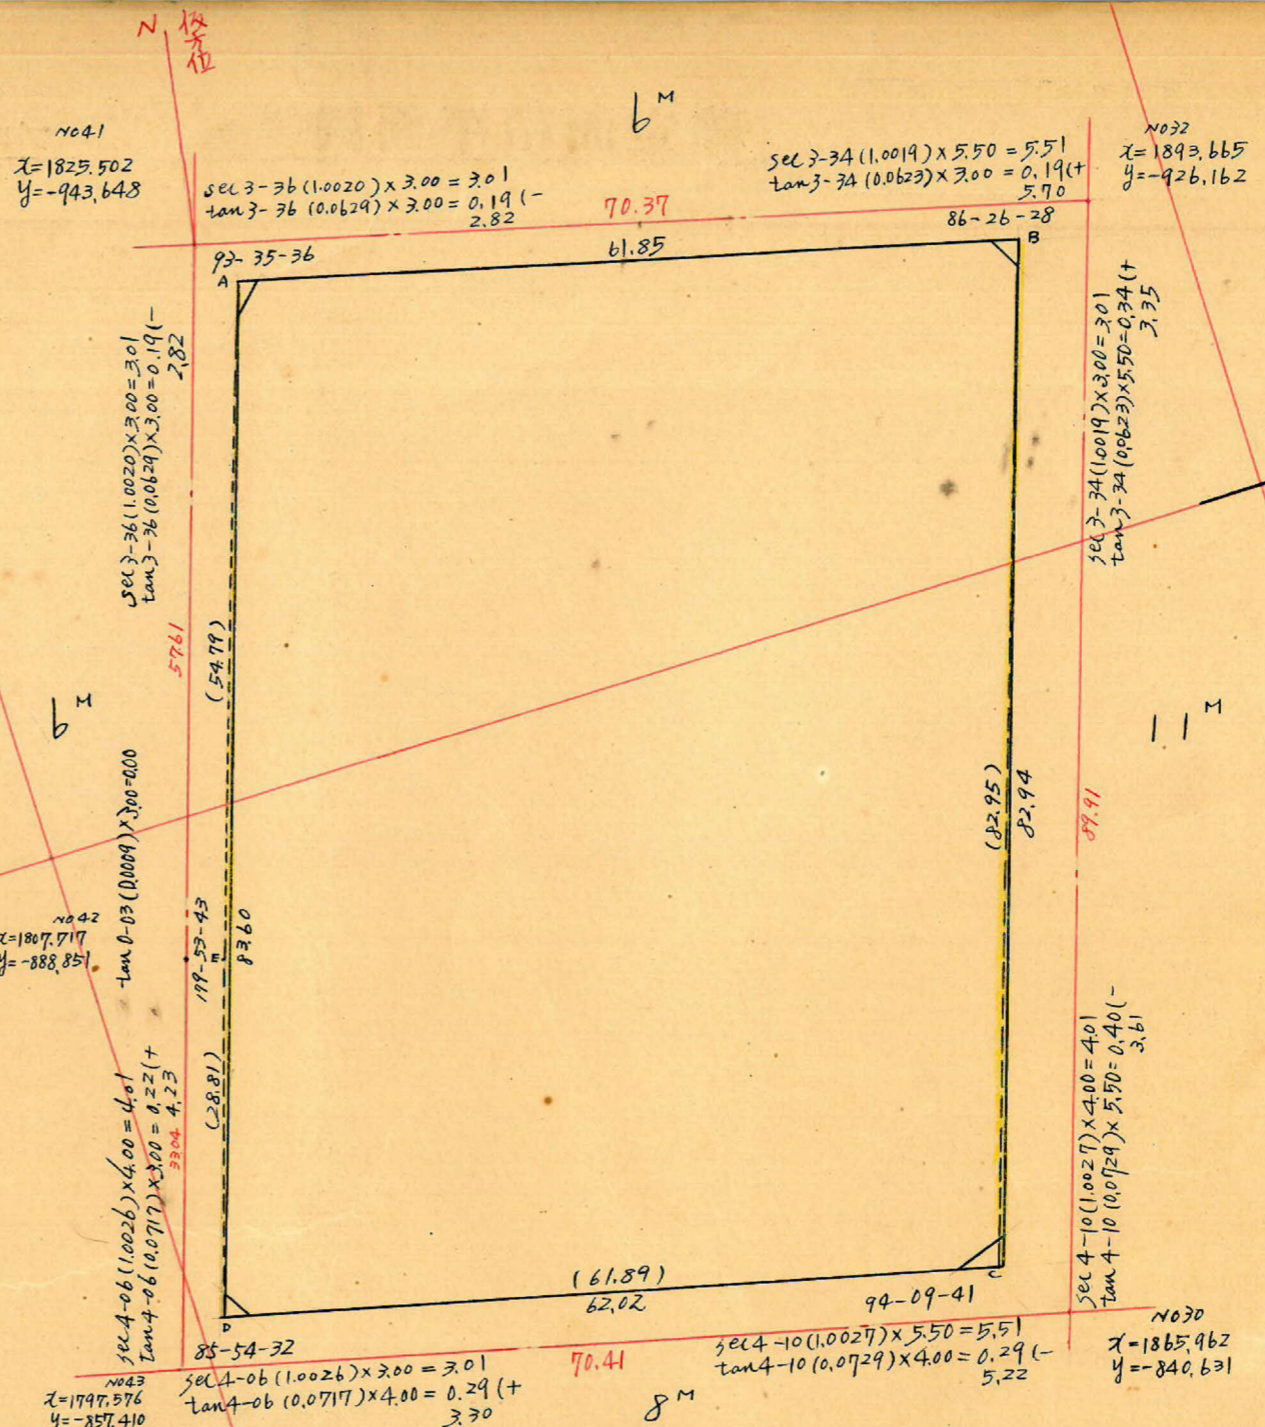 N 仮方位
6M
NO41
x=1825.502
y=-943,648
sec 3-36 (1.0020) × 3.00 = 3.01
tan 3-36 (0.0629) × 3.00 = 0.19 (-
2.82
70.37
sec 3-34 (1.0019) × 5.50 = 5.51
tan 3-34 (0.0623) × 3.00 = 0.19 (+
5.70
NO32
x=1893,665
y=-926,162
93-35-36
61.85
86-26-28
A
B
sec 3-36 (1.0020) × 3.00 = 3.01
tan 3-36 (0.0629) × 3.00 = 0.19 (-
2.82
sec 3-34 (1.0019) × 3.00 = 3.01
tan 3-34 (0.0623) × 5.50 = 0.34 (+
3.35
57.61
(54.79)
6M
11M
tan 0-03 (0.0009) × 3.00 = 0.00
(82.95)
82.94
89.91
NO42
x=1807.717
y=-888,851
199-53-43
E
83.60
sec 4-06 (1.0026) × 4.00 = 4.01
tan 4-06 (0.0717) × 3.00 = 0.22 (+
4.23
33.04
(28.81)
sec 4-10 (1.0027) × 4.00 = 4.01
tan 4-10 (0.0729) × 5.50 = 0.40 (-
3.61
D
C
(61.89)
62.02
94-09-41
85-54-32
NO43
x=1797,576
y=-857,410
sec 4-06 (1.0026) × 3.00 = 3.01
tan 4-06 (0.0717) × 4.00 = 0.29 (+
3.30
70.41
8M
sec 4-10 (1.0027) × 5.50 = 5.51
tan 4-10 (0.0729) × 4.00 = 0.29 (-
5.22
NO30
x=1865,962
y=-840,631